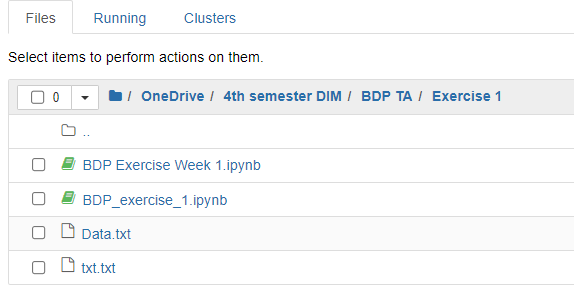 Files Running Clusters
Select items to perform actions on them.
0 / OneDrive / 4th semester DIM / BDP TA / Exercise 1
..
BDP Exercise Week 1.ipynb
BDP_exercise_1.ipynb
Data.txt
txt.txt